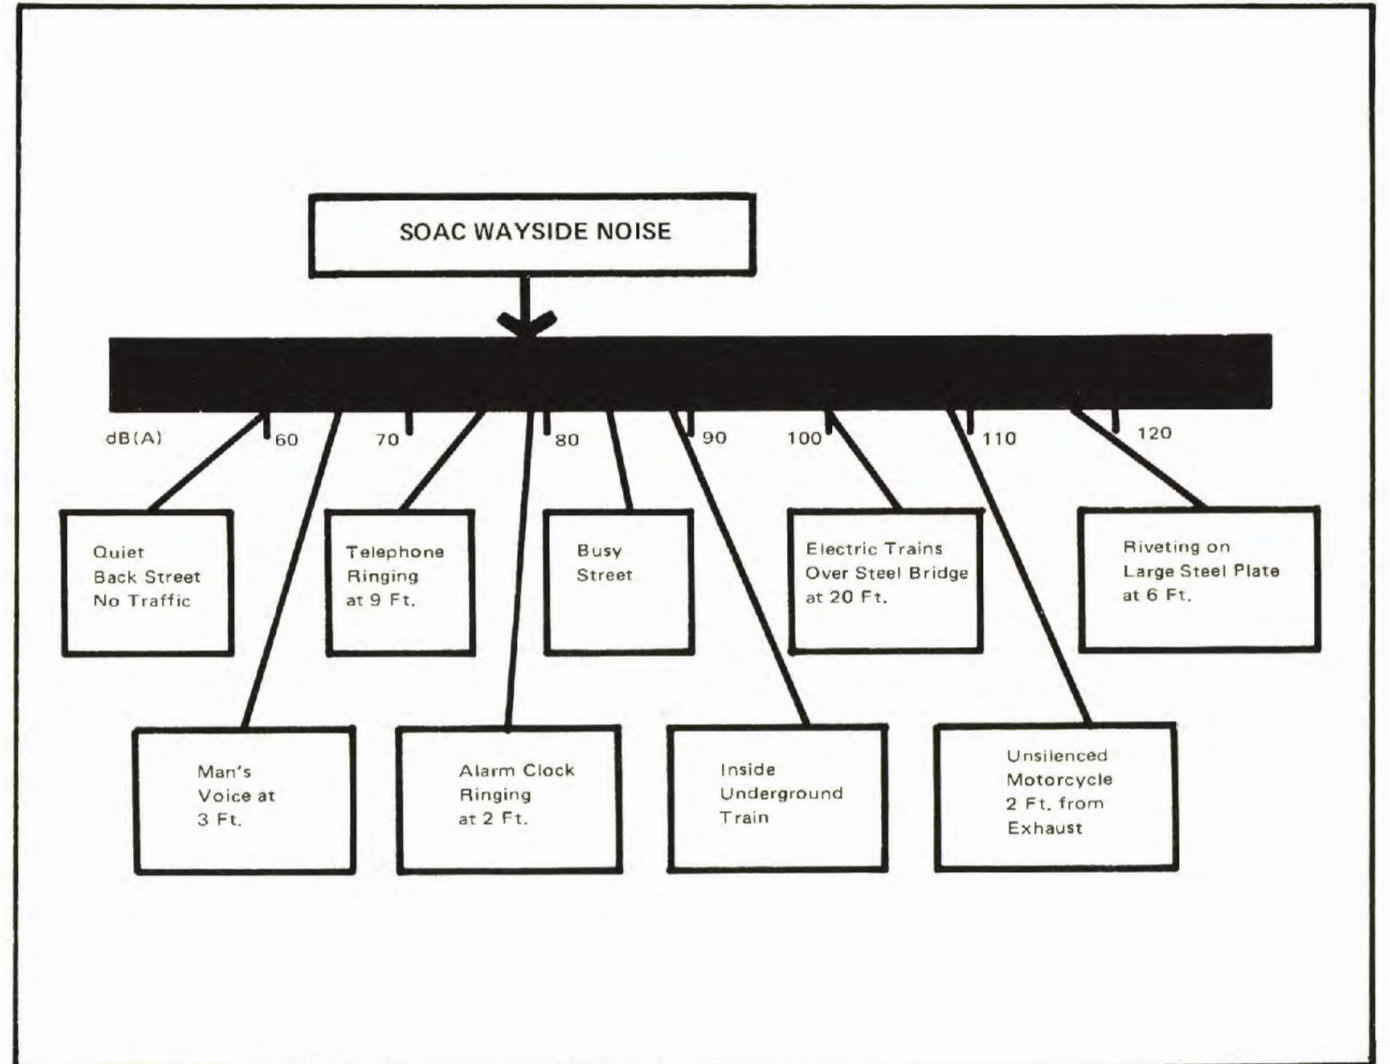 SOAC WAYSIDE NOISE
dB(A)
60
70
80
90
100
110
120
Quiet
Back Street
No Traffic
Telephone
Ringing
at 9 Ft.
Busy
Street
Electric Trains
Over Steel Bridge
at 20 Ft.
Riveting on
Large Steel Plate
at 6 Ft.
Man's
Voice at
3 Ft.
Alarm Clock
Ringing
at 2 Ft.
Inside
Underground
Train
Unsilenced
Motorcycle
2 Ft. from
Exhaust